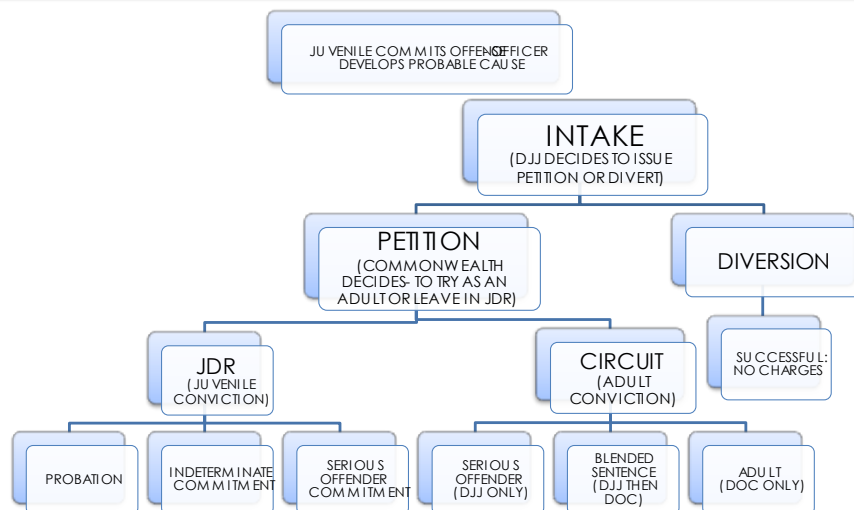 JUVENILE COMMITS OFFENSE-OFFICER
DEVELOPS PROBABLE CAUSE
INTAKE
(DJJ DECIDES TO ISSUE
PETITION OR DIVERT)
PETITION
(COMMONWEALTH
DECIDES- TO TRY AS AN
ADULT OR LEAVE IN JDR)
DIVERSION
JDR
(JUVENILE
CONVICTION)
CIRCUIT
(ADULT
CONVICTION)
SUCCESSFUL:
NO CHARGES
PROBATION
INDETERMINATE
COMMITMENT
SERIOUS
OFFENDER
COMMITMENT
SERIOUS
OFFENDER
(DJJ ONLY)
BLENDED
SENTENCE
(DJJ THEN
DOC)
ADULT
(DOC ONLY)